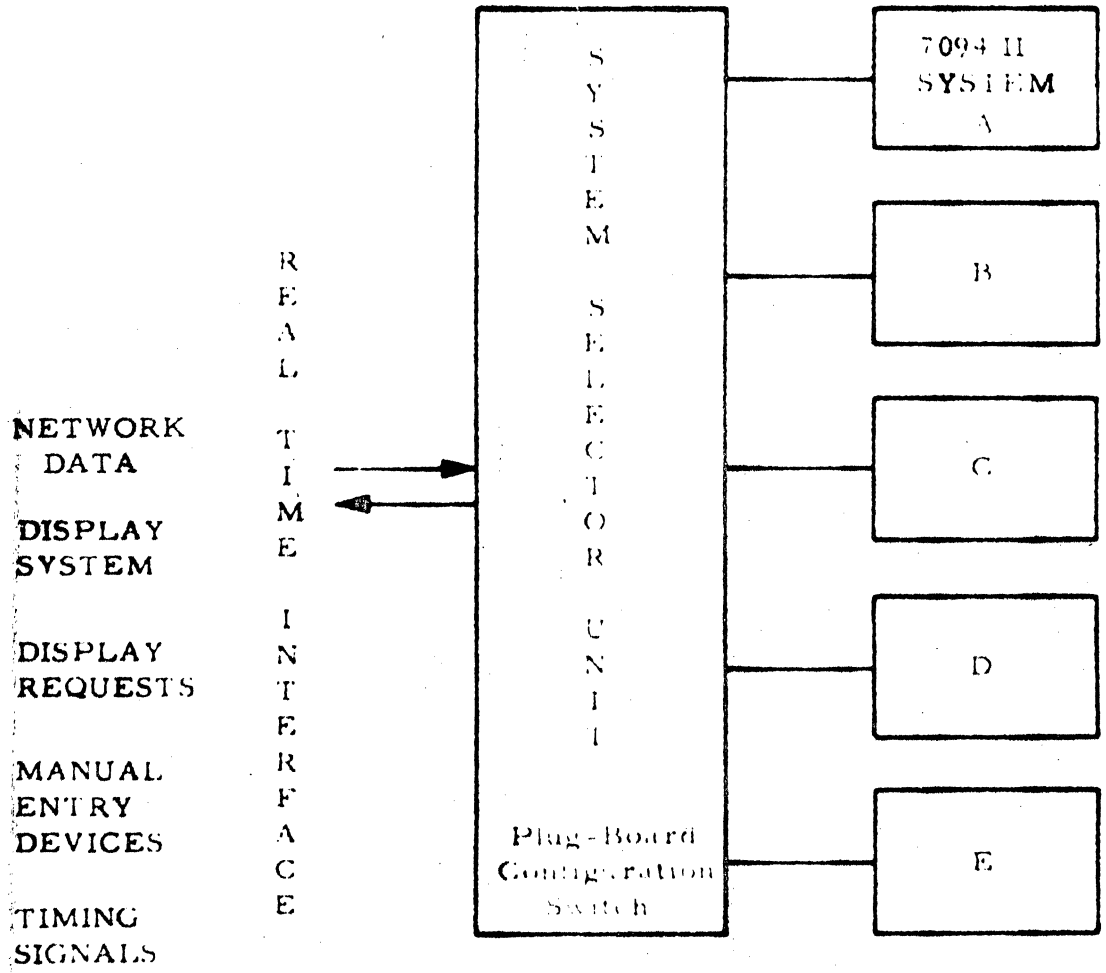 NETWORK
DATA
DISPLAY
SYSTEM
DISPLAY
REQUESTS
MANUAL
ENTRY
DEVICES
TIMING
SIGNALS
REAL TIME INTERFACE
SYSTEM SELECTOR UNIT
Plug-Board
Configuration
Switch
7094 II
SYSTEM
A
B
C
D
E